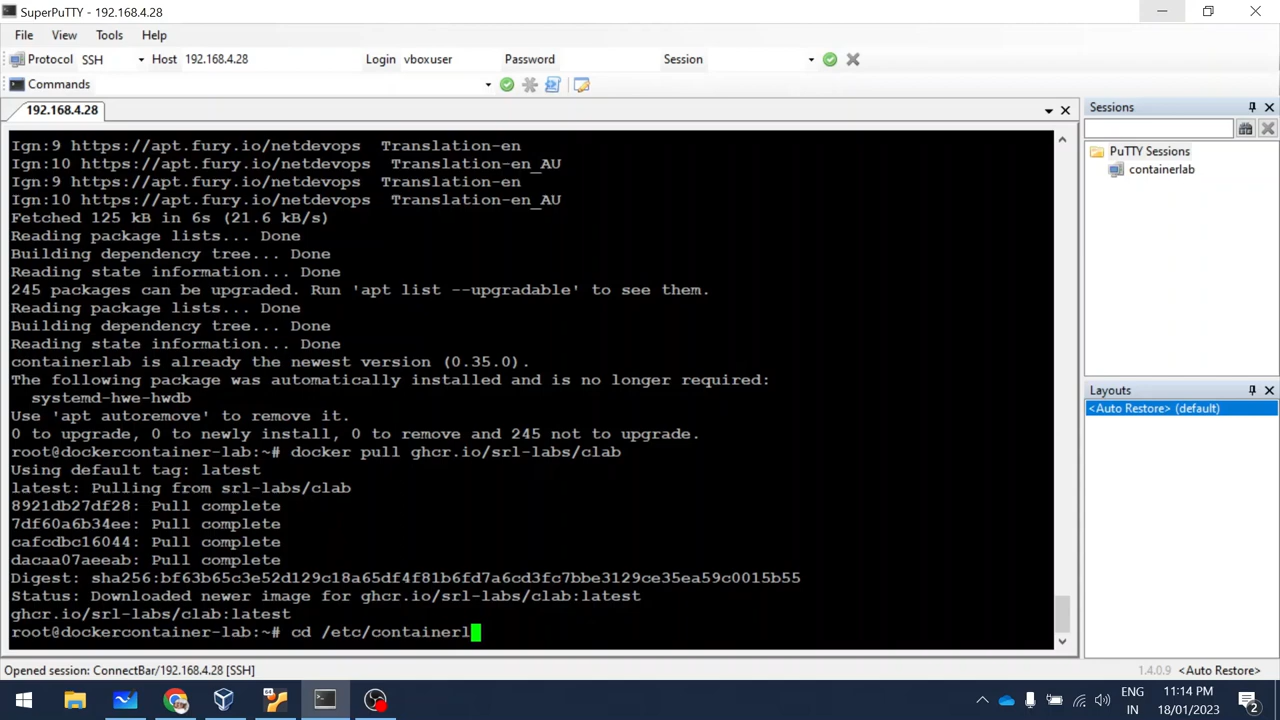 SuperPuTTY - 192.168.4.28
File View Tools Help
Protocol SSH Host 192.168.4.28 Login vboxuser Password Session
Commands
192.168.4.28
Ign:9 https://apt.fury.io/netdevops  Translation-en
Ign:10 https://apt.fury.io/netdevops  Translation-en_AU
Ign:9 https://apt.fury.io/netdevops  Translation-en
Ign:10 https://apt.fury.io/netdevops  Translation-en_AU
Fetched 125 kB in 6s (21.6 kB/s)
Reading package lists... Done
Building dependency tree... Done
Reading state information... Done
245 packages can be upgraded. Run 'apt list --upgradable' to see them.
Reading package lists... Done
Building dependency tree... Done
Reading state information... Done
containerlab is already the newest version (0.35.0).
The following package was automatically installed and is no longer required:
  systemd-hwe-hwdb
Use 'apt autoremove' to remove it.
0 to upgrade, 0 to newly install, 0 to remove and 245 not to upgrade.
root@dockercontainer-lab:~# docker pull ghcr.io/srl-labs/clab
Using default tag: latest
latest: Pulling from srl-labs/clab
8921db27df28: Pull complete
7df60a6b34ee: Pull complete
cafcdbc16044: Pull complete
dacaa07aeeab: Pull complete
Digest: sha256:bf63b65c3e52d129c18a65df4f81b6fd7a6cd3fc7bbe3129ce35ea59c0015b55
Status: Downloaded newer image for ghcr.io/srl-labs/clab:latest
ghcr.io/srl-labs/clab:latest
root@dockercontainer-lab:~# cd /etc/containerl
Sessions
PuTTY Sessions
containerlab
Layouts
<Auto Restore> (default)
Opened session: ConnectBar/192.168.4.28 [SSH]
1.4.0.9 <Auto Restore>
ENG
IN
11:14 PM
18/01/2023
2